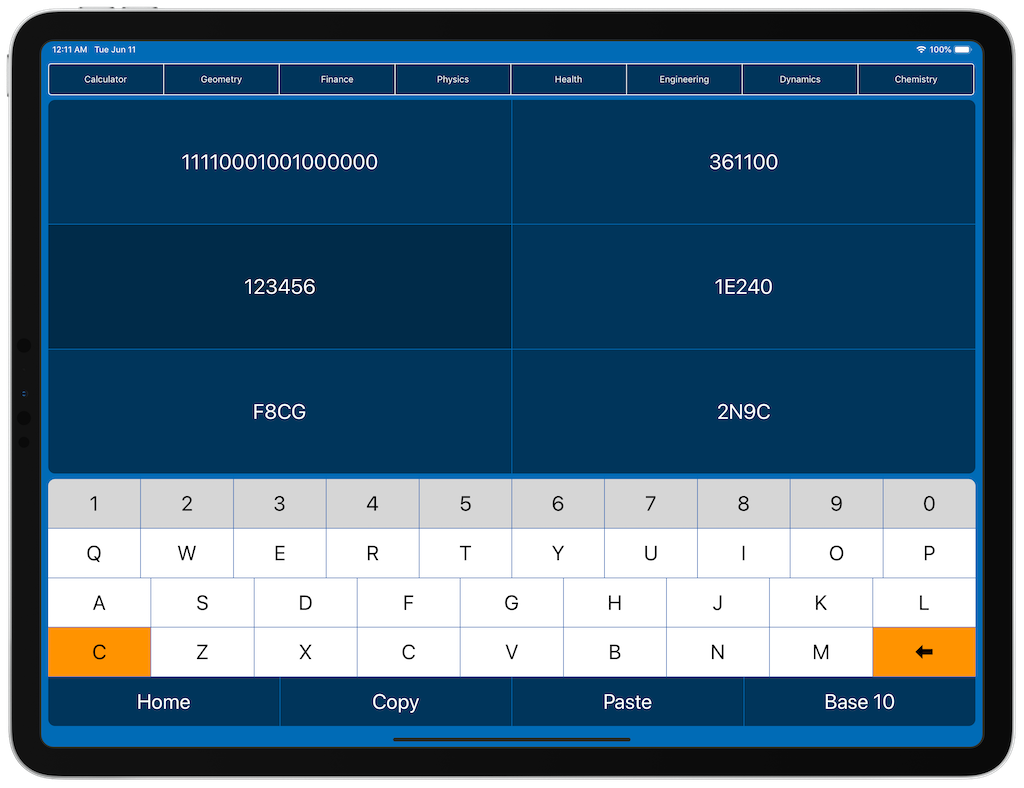 12:11 AM Tue Jun 11 100%
Calculator Geometry Finance Physics Health Engineering Dynamics Chemistry
11110001001000000 361100
123456 1E240
F8CG 2N9C
1 2 3 4 5 6 7 8 9 0
Q W E R T Y U I O P
A S D F G H J K L
C Z X C V B N M
Home Copy Paste Base 10